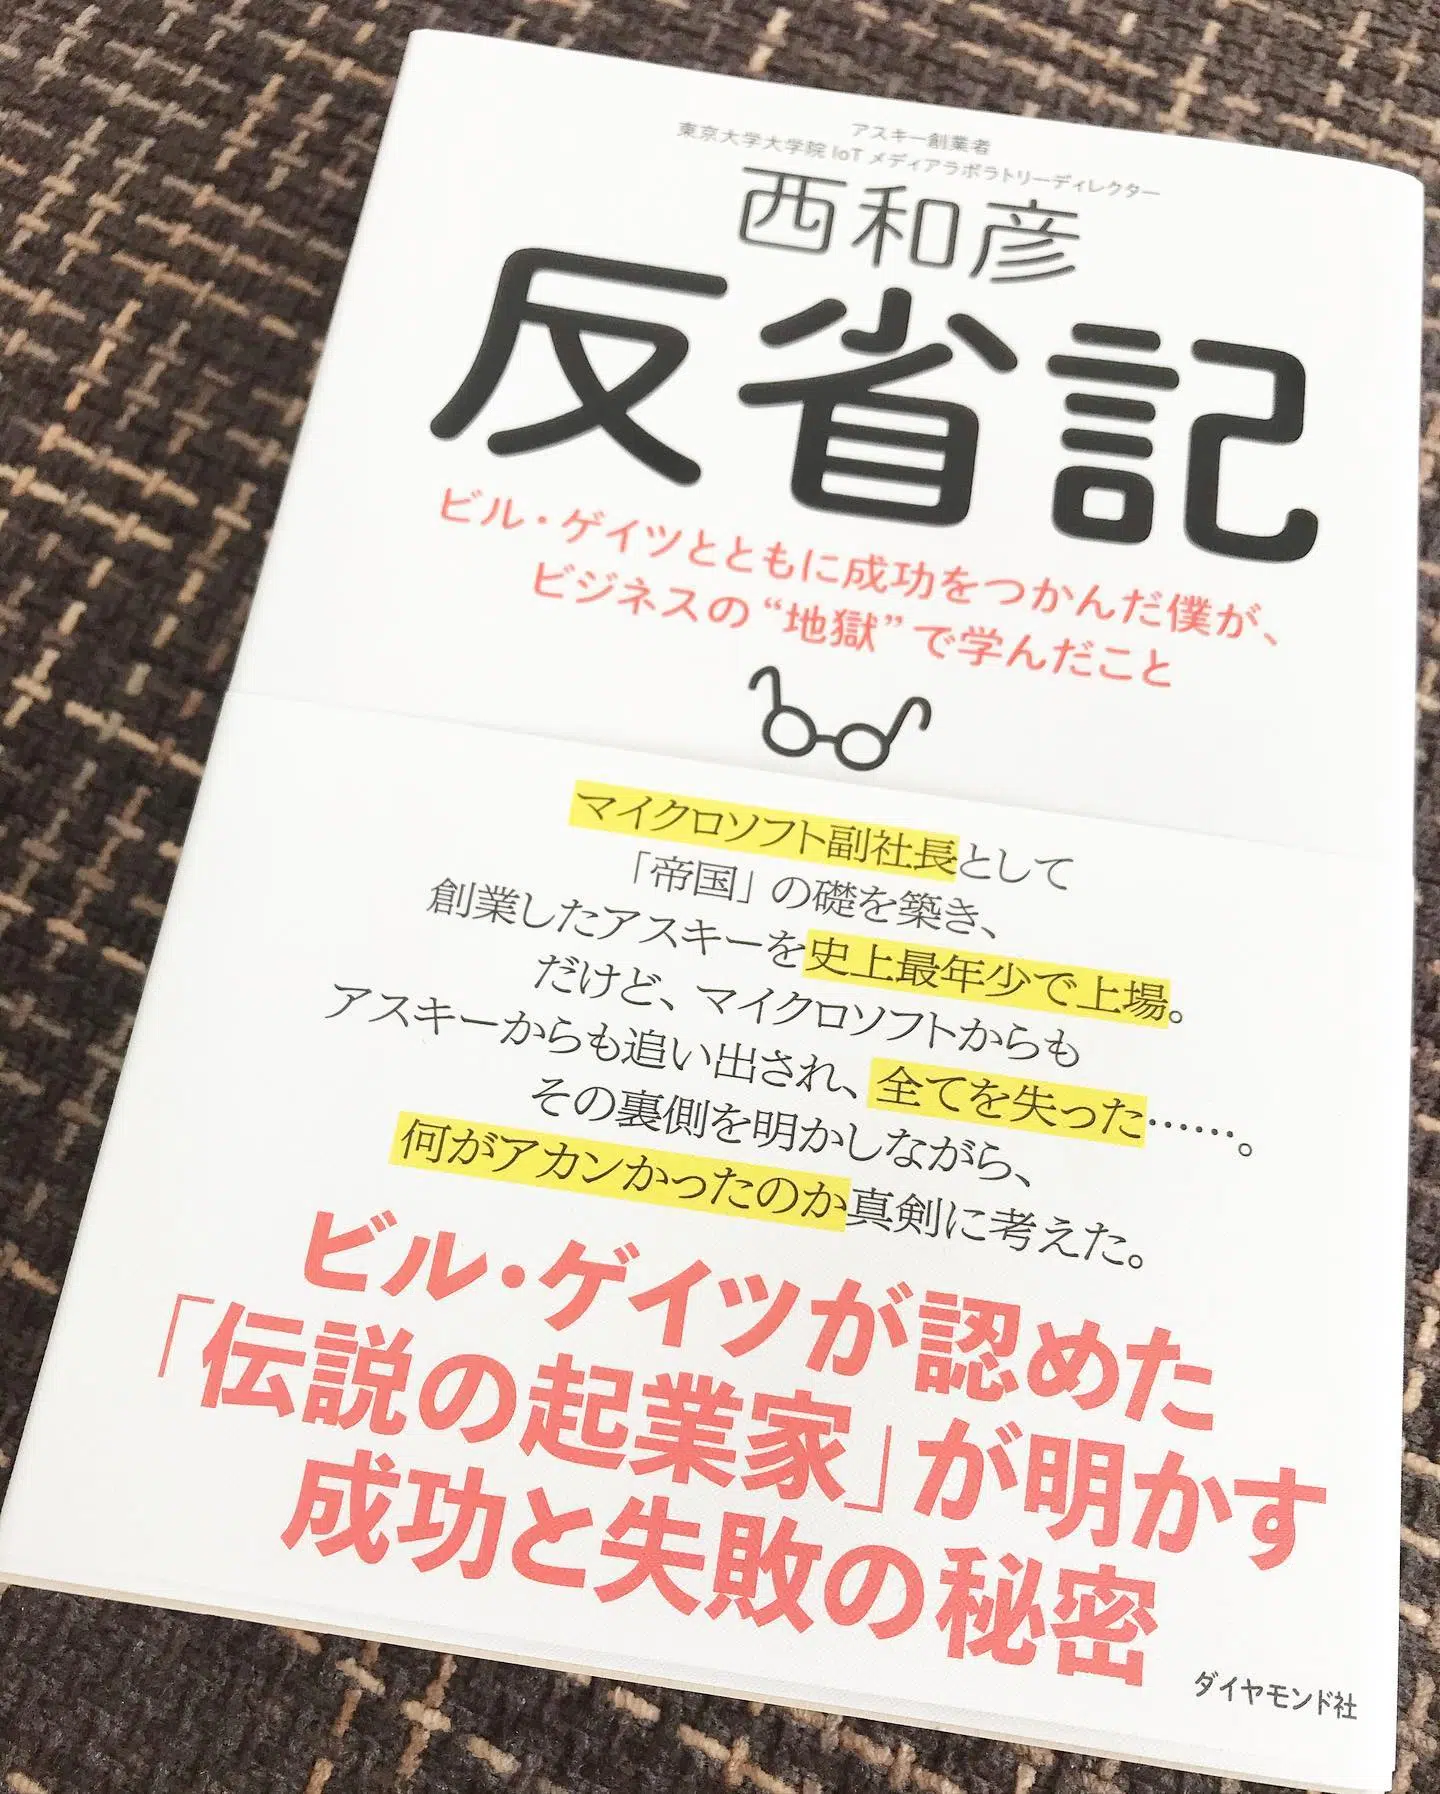 アスキー創業者
東京大学大学院 IoT メディアラボラトリーディレクター
西和彦
反省記
ビル・ゲイツとともに成功をつかんだ僕が、
ビジネスの“地獄”で学んだこと
マイクロソフト副社長として
「帝国」の礎を築き、
創業したアスキーを史上最年少で上場。
だけど、マイクロソフトからも
アスキーからも追い出され、全てを失った……。
その裏側を明かしながら、
何がアカンかったのか真剣に考えた。
ビル・ゲイツが認めた
「伝説の起業家」が明かす
成功と失敗の秘密
ダイヤモンド社